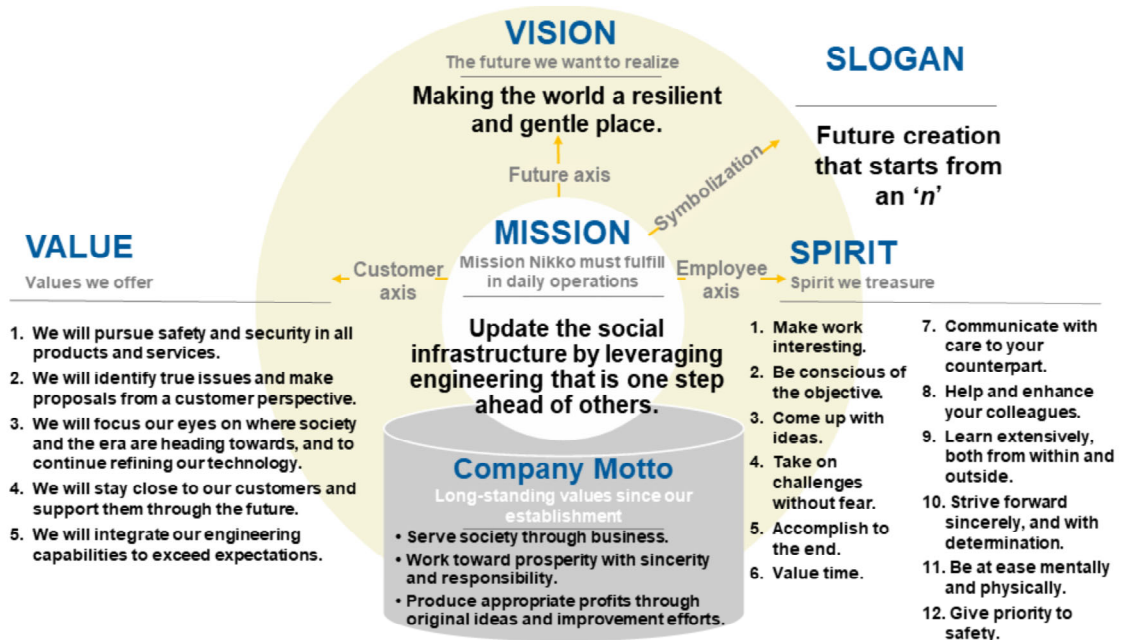 VISION
The future we want to realize
Making the world a resilient
and gentle place.
Future axis
Symbolization
SLOGAN
Future creation
that starts from
an ‘n’
VALUE
Values we offer
Customer
axis
MISSION
Mission Nikko must fulfill
in daily operations
Employee
axis
SPIRIT
Spirit we treasure
1. We will pursue safety and security in all
products and services.
2. We will identify true issues and make
proposals from a customer perspective.
3. We will focus our eyes on where society
and the era are heading towards, and to
continue refining our technology.
4. We will stay close to our customers and
support them through the future.
5. We will integrate our engineering
capabilities to exceed expectations.
Update the social
infrastructure by leveraging
engineering that is one step
ahead of others.
Company Motto
Long-standing values since our
establishment
• Serve society through business.
• Work toward prosperity with sincerity
and responsibility.
• Produce appropriate profits through
original ideas and improvement efforts.
1. Make work
interesting.
2. Be conscious of
the objective.
3. Come up with
ideas.
4. Take on
challenges
without fear.
5. Accomplish to
the end.
6. Value time.
7. Communicate with
care to your
counterpart.
8. Help and enhance
your colleagues.
9. Learn extensively,
both from within and
outside.
10. Strive forward
sincerely, and with
determination.
11. Be at ease mentally
and physically.
12. Give priority to
safety.